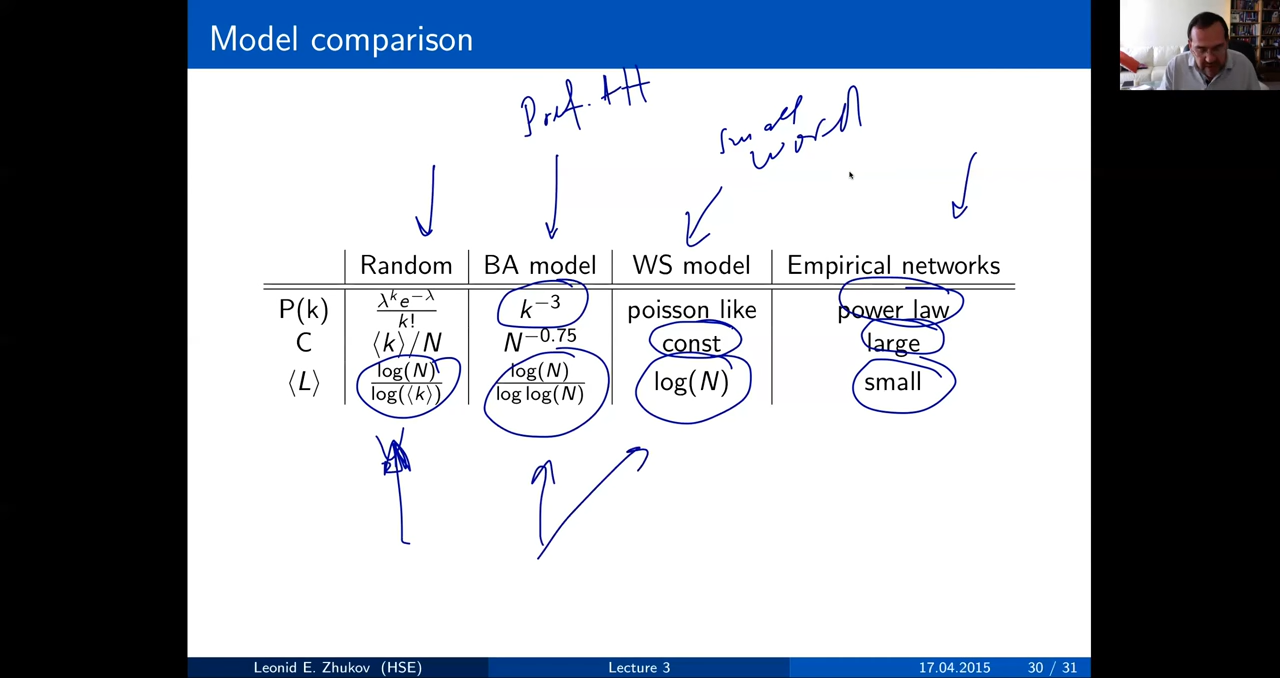 Model comparison
Pref. Att
small
world
Random BA model WS model Empirical networks
P(k) λ^k e^{−λ} / k! k^{−3} poisson like power law
C ⟨k⟩/N N^{−0.75} const large
⟨L⟩ log(N) / log(⟨k⟩) log(N) / log log(N) log(N) small
Leonid E. Zhukov (HSE) Lecture 3 17.04.2015 30 / 31